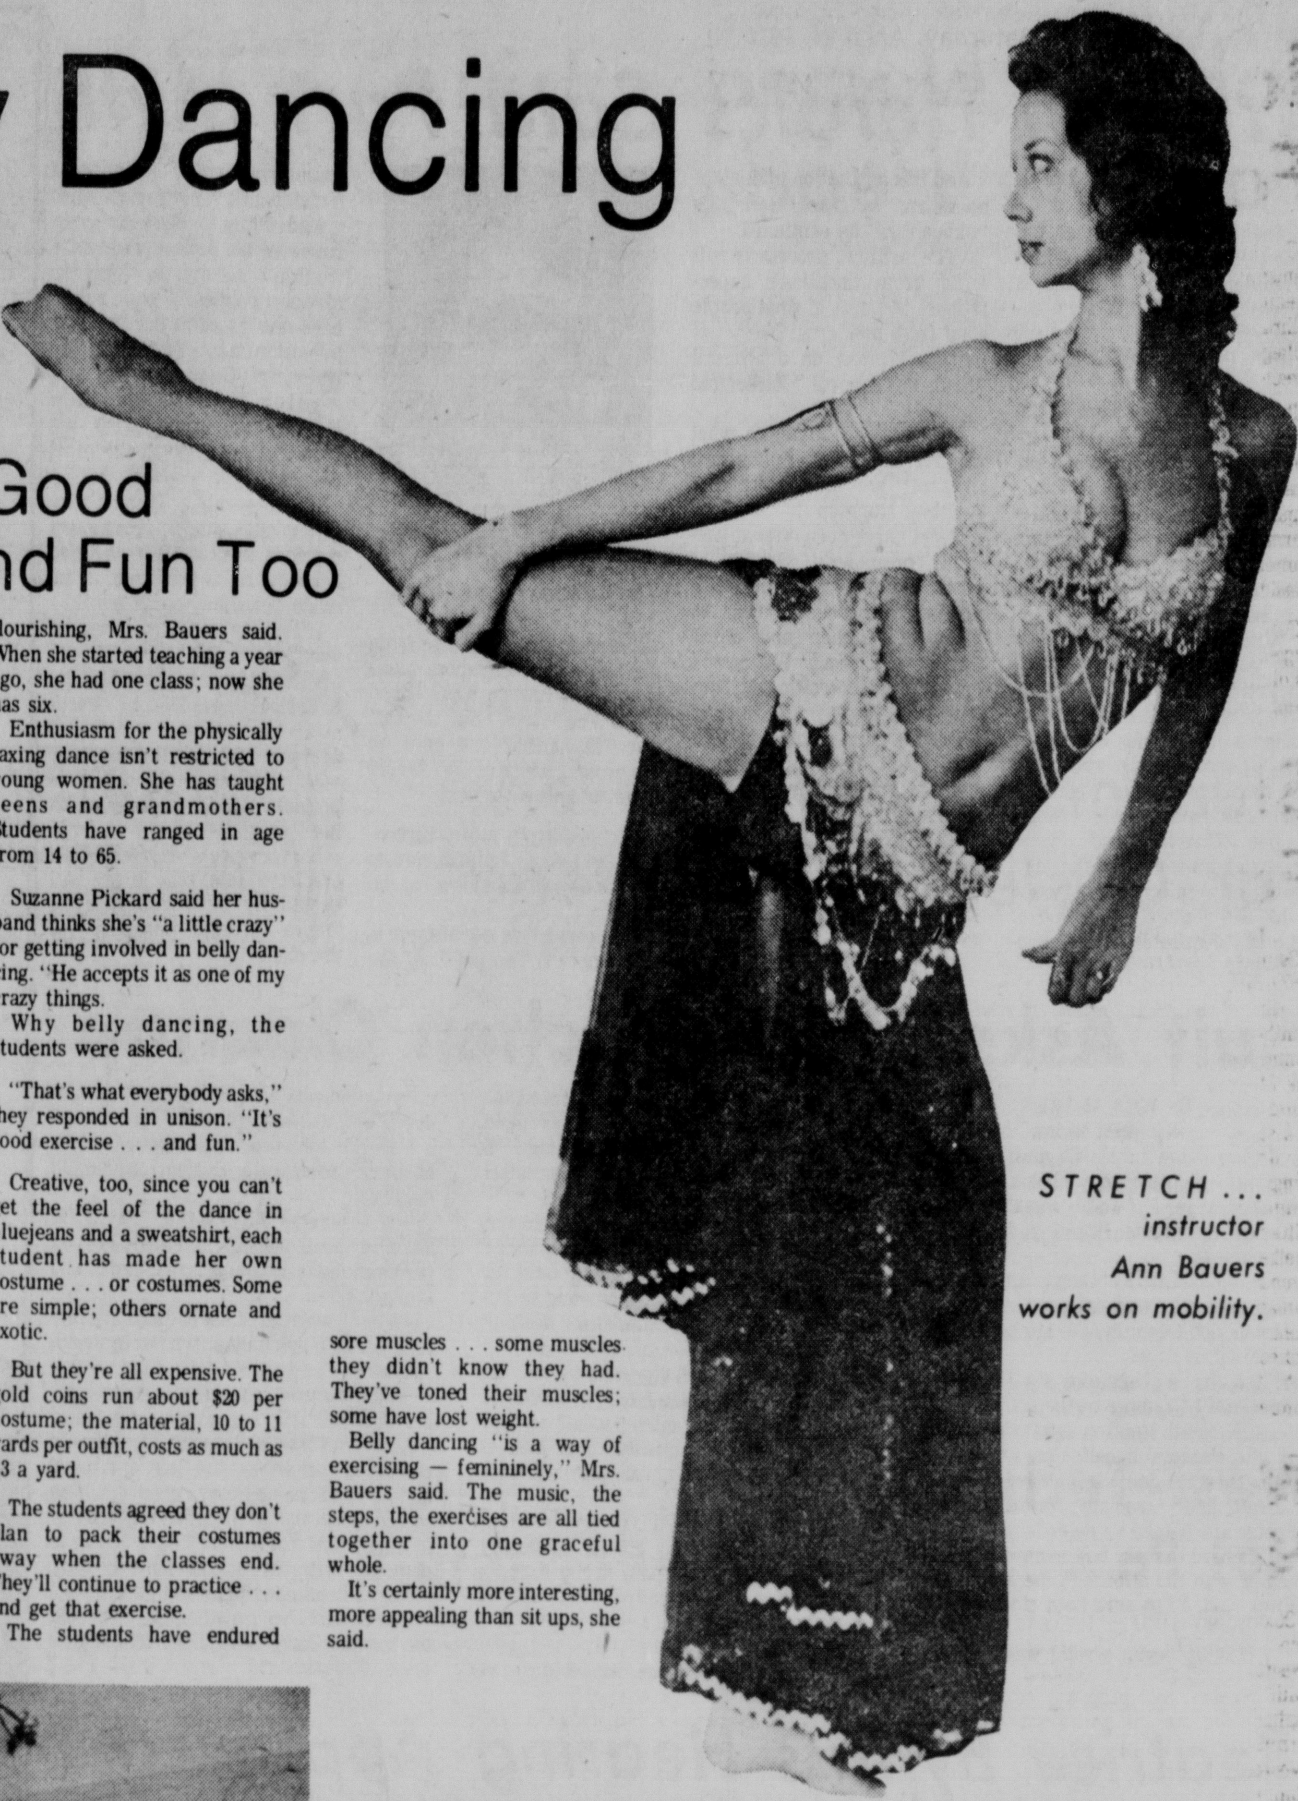 Dancing
Good
nd Fun Too
lourishing, Mrs. Bauers said.
When she started teaching a year
go, she had one class; now she
as six.
Enthusiasm for the physically
axing dance isn't restricted to
oung women. She has taught
eens and grandmothers.
Students have ranged in age
rom 14 to 65.
Suzanne Pickard said her hus-
band thinks she's "a little crazy"
or getting involved in belly dan-
cing. "He accepts it as one of my
razy things.
Why belly dancing, the
tudents were asked.
"That's what everybody asks,"
hey responded in unison. "It's
ood exercise . . . and fun."
Creative, too, since you can't
et the feel of the dance in
luejeans and a sweatshirt, each
tudent has made her own
ostume . . . or costumes. Some
re simple; others ornate and
xotic.
But they're all expensive. The
old coins run about $20 per
ostume; the material, 10 to 11
ards per outfit, costs as much as
3 a yard.
The students agreed they don't
lan to pack their costumes
way when the classes end.
They'll continue to practice . . .
nd get that exercise.
The students have endured
sore muscles . . . some muscles
they didn't know they had.
They've toned their muscles;
some have lost weight.
Belly dancing "is a way of
exercising — femininely," Mrs.
Bauers said. The music, the
steps, the exercises are all tied
together into one graceful
whole.
It's certainly more interesting,
more appealing than sit ups, she
said.
STRETCH ...
instructor
Ann Bauers
works on mobility.